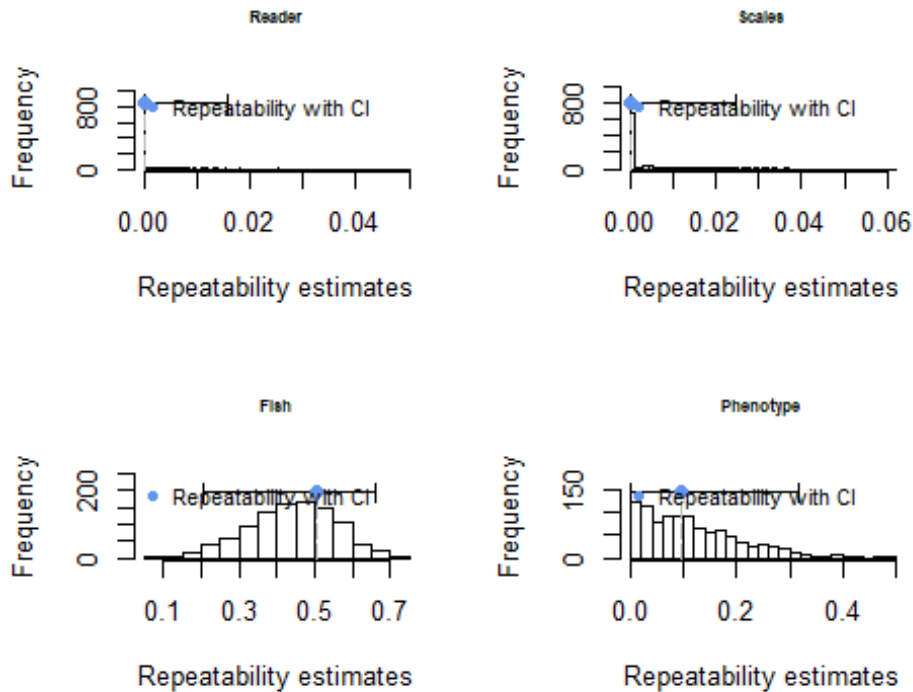 Reader
Frequency
800
0
Repeatability with CI
0.00 0.02 0.04
Repeatability estimates
Scales
Frequency
800
0
Repeatability with CI
0.00 0.02 0.04 0.06
Repeatability estimates
Fish
Frequency
200
0
Repeatability with CI
0.1 0.3 0.5 0.7
Repeatability estimates
Phenotype
Frequency
150
0
Repeatability with CI
0.0 0.2 0.4
Repeatability estimates